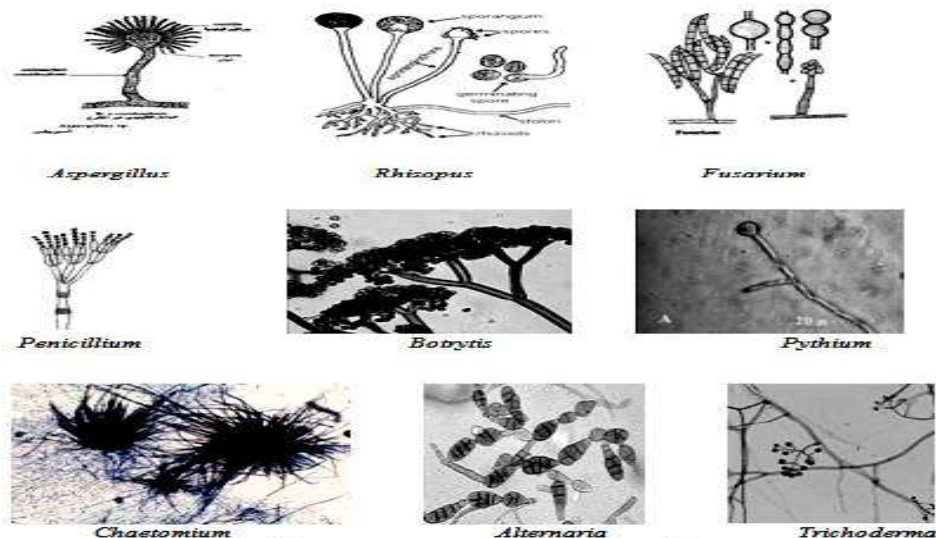 sporangium
spores
germinating
spore
stolon
rhizoids
Fusarium
Aspergillus
Rhizopus
Fusarium
A
20 µ
Penicillium
Botrytis
Pythium
Chaetomium
Alternaria
Trichoderma